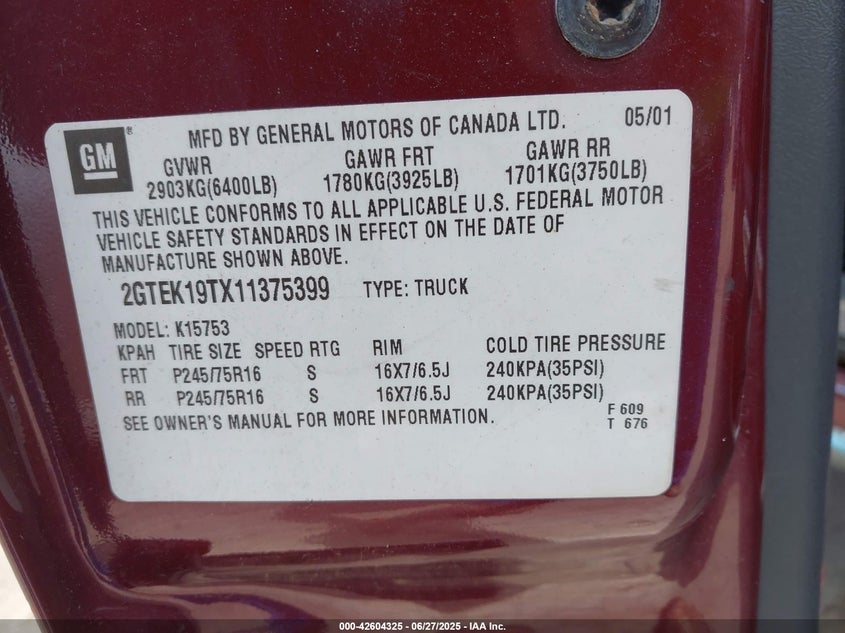 GM
®
MFD BY GENERAL MOTORS OF CANADA LTD. 05/01
GVWR GAWR FRT GAWR RR
2903KG(6400LB) 1780KG(3925LB) 1701KG(3750LB)
THIS VEHICLE CONFORMS TO ALL APPLICABLE U.S. FEDERAL MOTOR
VEHICLE SAFETY STANDARDS IN EFFECT ON THE DATE OF
MANUFACTURE SHOWN ABOVE.
2GTEK19TX11375399 TYPE: TRUCK
MODEL: K15753
KPAH TIRE SIZE SPEED RTG RIM COLD TIRE PRESSURE
FRT P245/75R16 S 16X7/6.5J 240KPA(35PSI)
RR P245/75R16 S 16X7/6.5J 240KPA(35PSI)
SEE OWNER'S MANUAL FOR MORE INFORMATION.
F 609
T 676
000-42604325 - 06/27/2025 - IAA Inc.